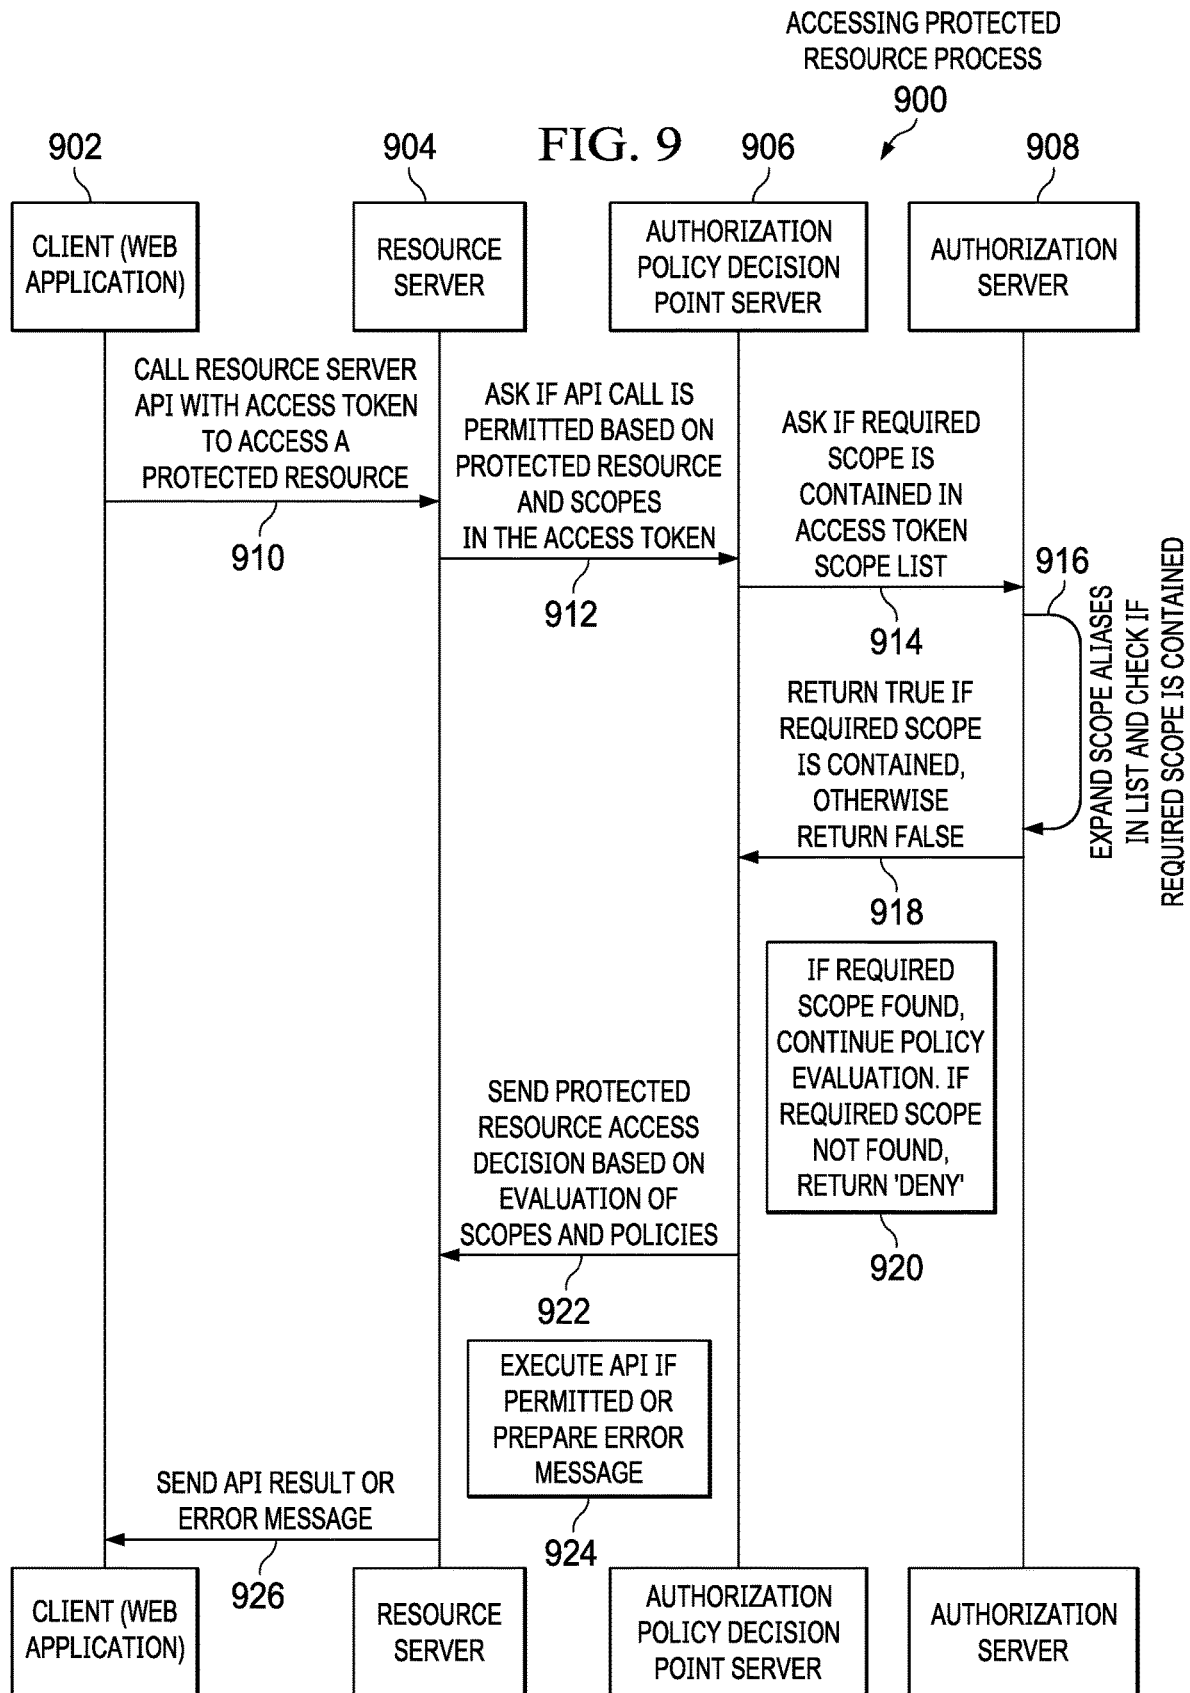 ACCESSING PROTECTED
RESOURCE PROCESS
900
FIG. 9
902
904
906
908
CLIENT (WEB
APPLICATION)
RESOURCE
SERVER
AUTHORIZATION
POLICY DECISION
POINT SERVER
AUTHORIZATION
SERVER
CALL RESOURCE SERVER
API WITH ACCESS TOKEN
TO ACCESS A
PROTECTED RESOURCE
910
ASK IF API CALL IS
PERMITTED BASED ON
PROTECTED RESOURCE
AND SCOPES
IN THE ACCESS TOKEN
912
ASK IF REQUIRED
SCOPE IS
CONTAINED IN
ACCESS TOKEN
SCOPE LIST
914
916
EXPAND SCOPE ALIASES
IN LIST AND CHECK IF
REQUIRED SCOPE IS CONTAINED
RETURN TRUE IF
REQUIRED SCOPE
IS CONTAINED,
OTHERWISE
RETURN FALSE
918
IF REQUIRED
SCOPE FOUND,
CONTINUE POLICY
EVALUATION. IF
REQUIRED SCOPE
NOT FOUND,
RETURN 'DENY'
920
SEND PROTECTED
RESOURCE ACCESS
DECISION BASED ON
EVALUATION OF
SCOPES AND POLICIES
922
EXECUTE API IF
PERMITTED OR
PREPARE ERROR
MESSAGE
924
SEND API RESULT OR
ERROR MESSAGE
926
CLIENT (WEB
APPLICATION)
RESOURCE
SERVER
AUTHORIZATION
POLICY DECISION
POINT SERVER
AUTHORIZATION
SERVER